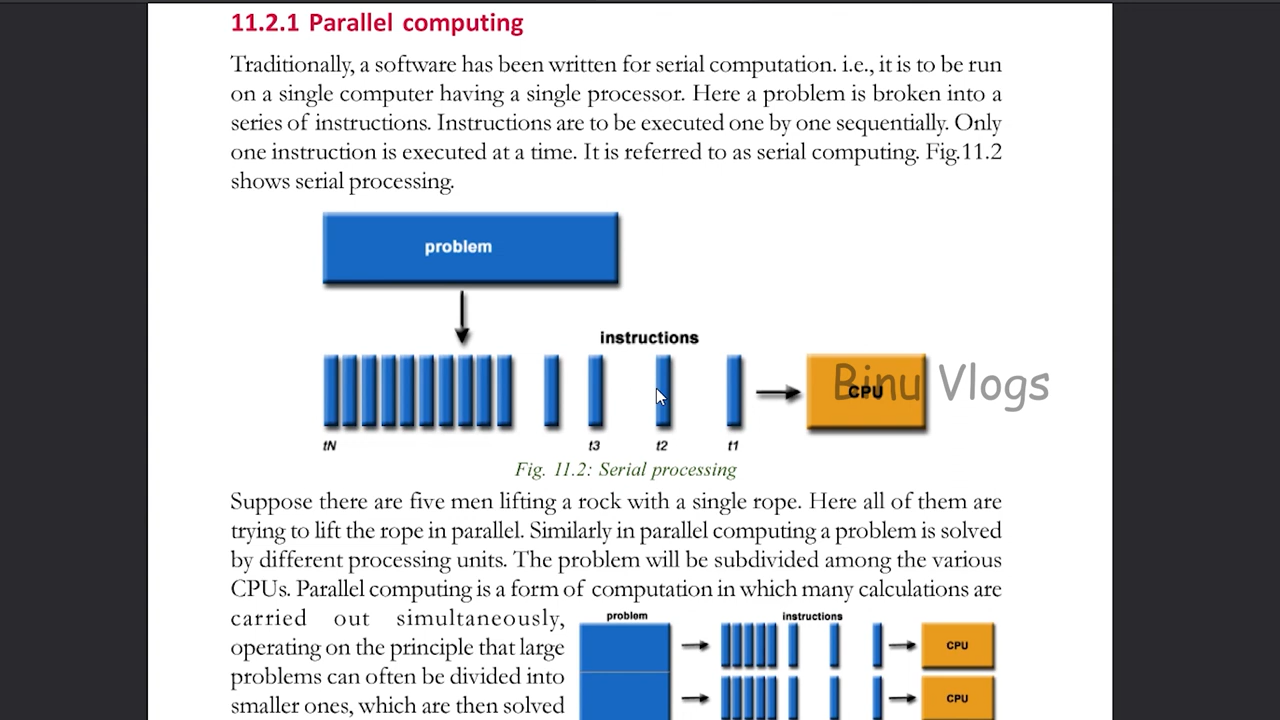 11.2.1 Parallel computing
Traditionally, a software has been written for serial computation. i.e., it is to be run
on a single computer having a single processor. Here a problem is broken into a
series of instructions. Instructions are to be executed one by one sequentially. Only
one instruction is executed at a time. It is referred to as serial computing. Fig.11.2
shows serial processing.
problem
instructions
CPU
Binu Vlogs
tN t3 t2 t1
Fig. 11.2: Serial processing
Suppose there are five men lifting a rock with a single rope. Here all of them are
trying to lift the rope in parallel. Similarly in parallel computing a problem is solved
by different processing units. The problem will be subdivided among the various
CPUs. Parallel computing is a form of computation in which many calculations are
carried out simultaneously,
operating on the principle that large
problems can often be divided into
smaller ones, which are then solved
problem
instructions
CPU
CPU